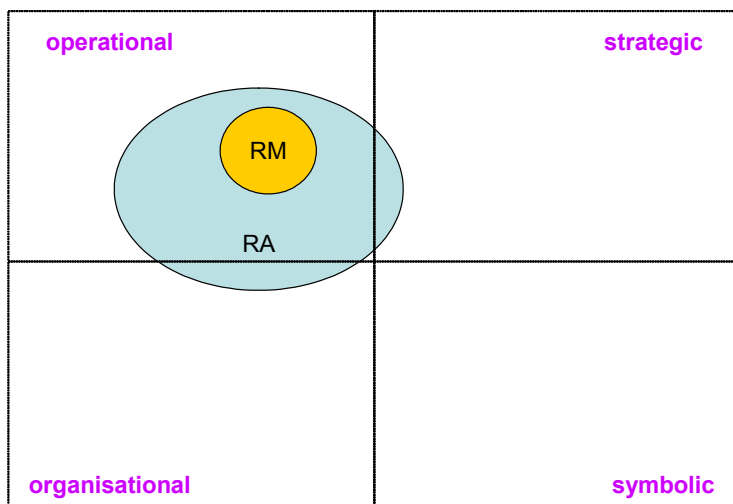 operational
strategic
RM
RA
organisational
symbolic